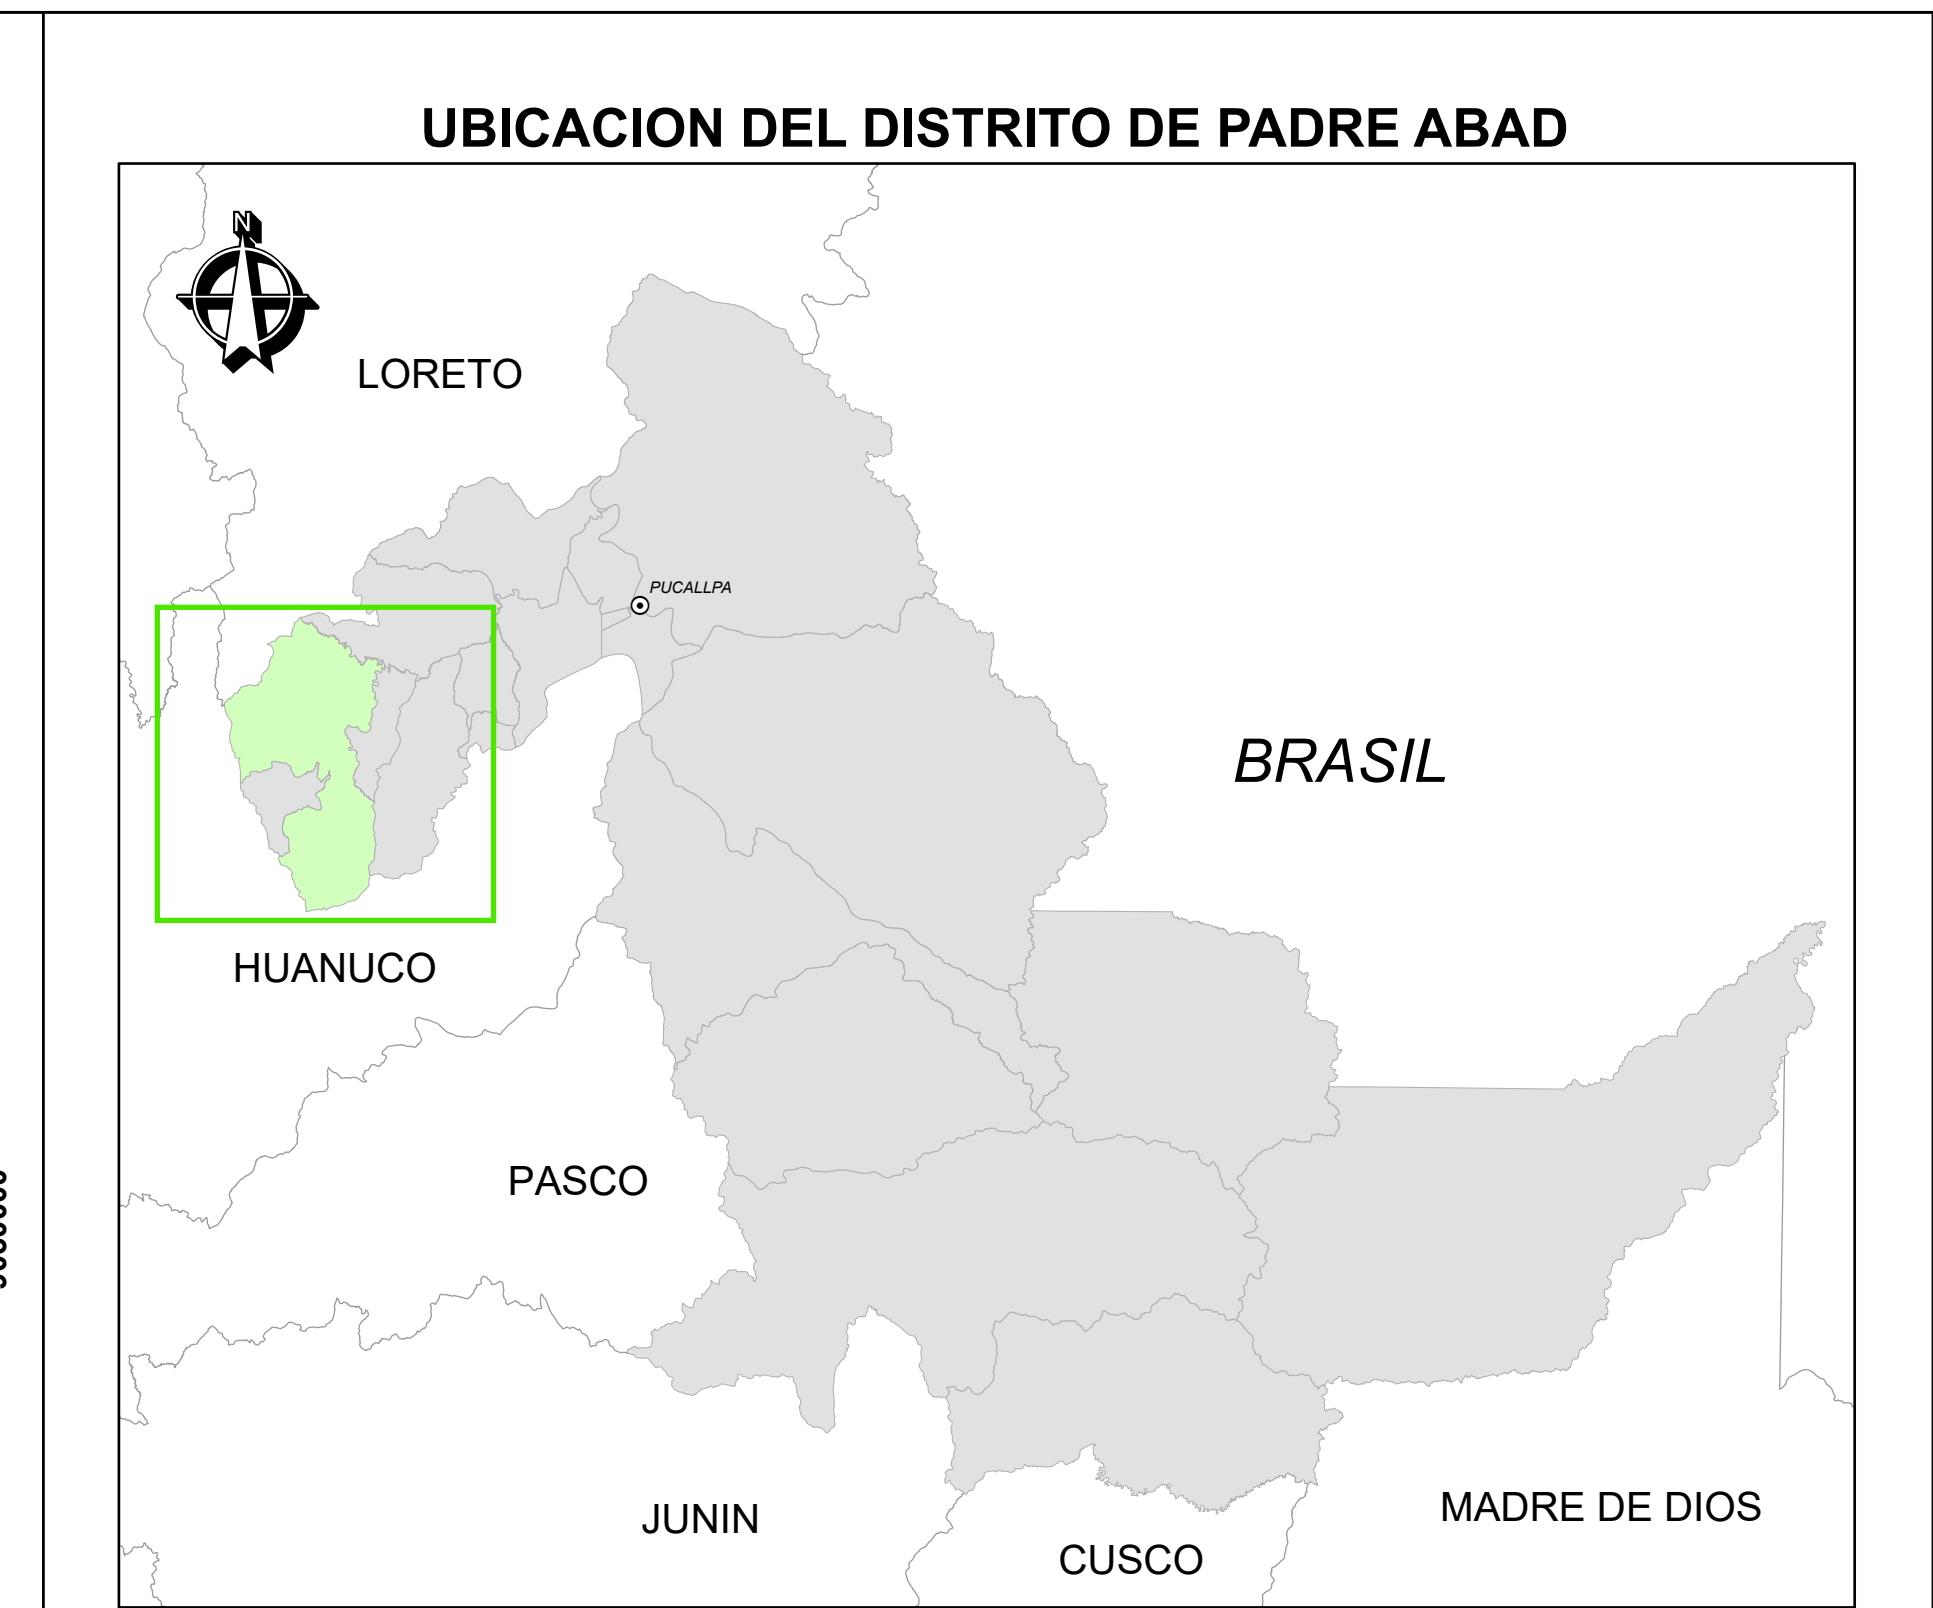 UBICACION DEL DISTRITO DE PADRE ABAD
N
LORETO
PUCALLPA
BRASIL
HUANUCO
PASCO
JUNIN
CUSCO
MADRE DE DIOS